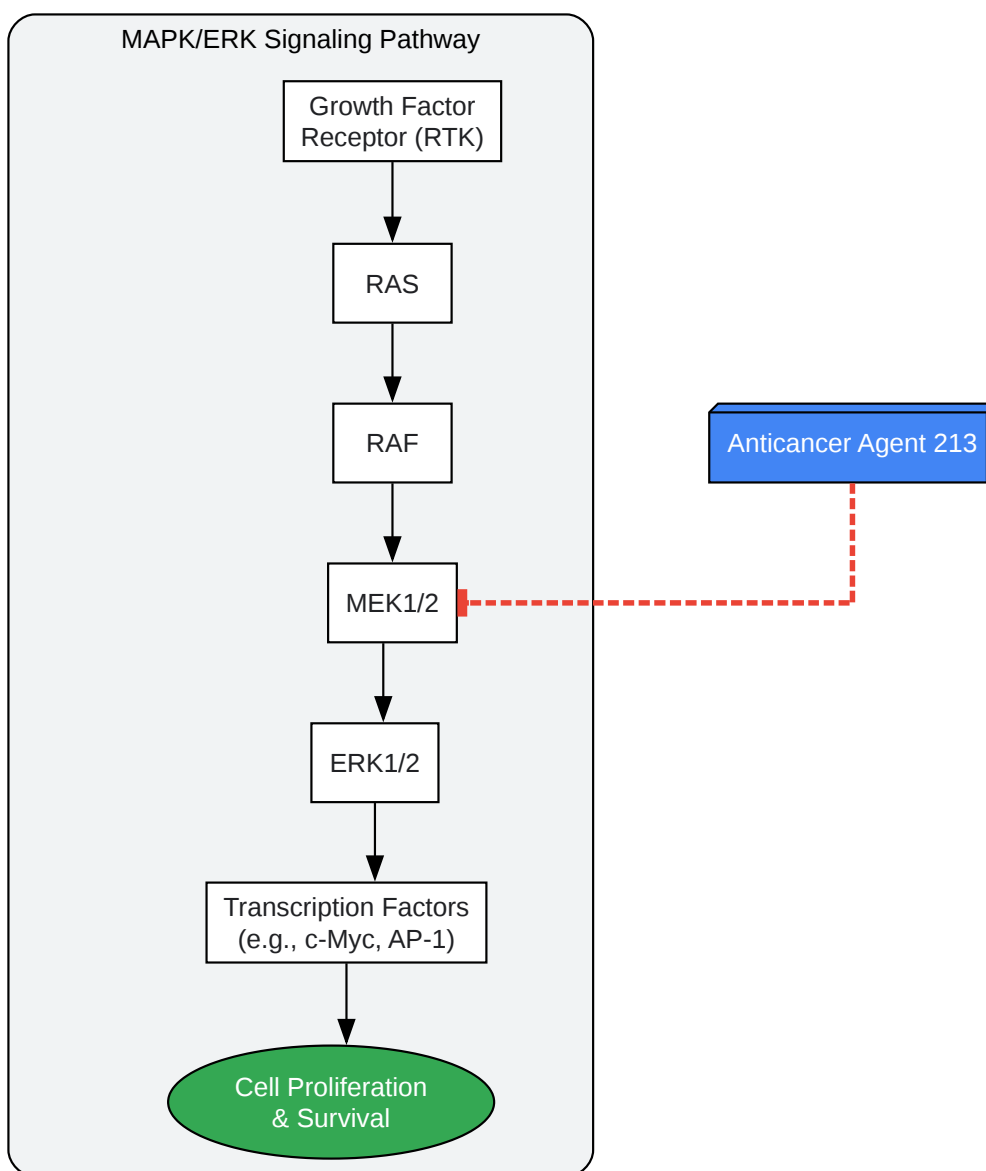 MAPK/ERK Signaling Pathway
Growth Factor
Receptor (RTK)
RAS
RAF
Anticancer Agent 213
MEK1/2
ERK1/2
Transcription Factors
(e.g., c-Myc, AP-1)
Cell Proliferation
& Survival